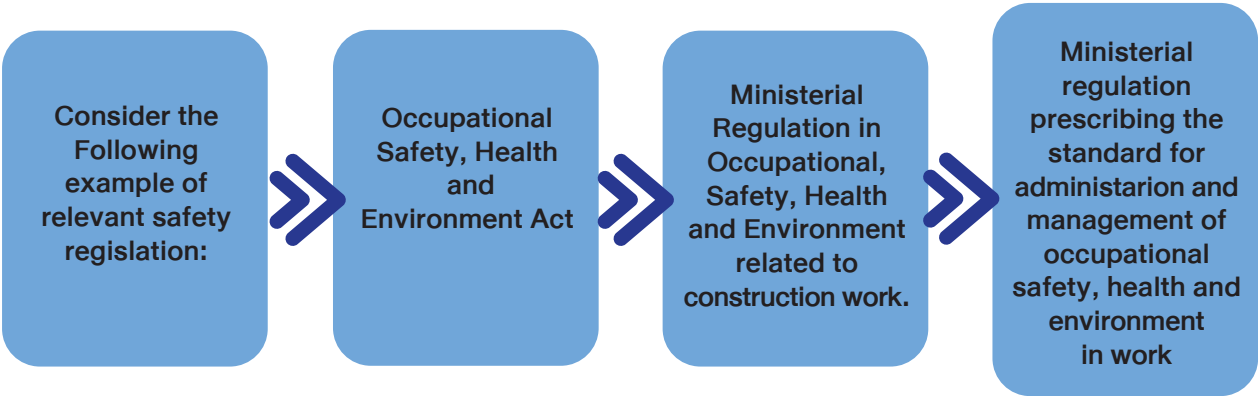 Consider the
Following
example of
relevant safety
regislation:
Occupational
Safety, Health
and
Environment Act
Ministerial
Regulation in
Occupational,
Safety, Health
and Environment
related to
construction work.
Ministerial
regulation
prescribing the
standard for
administarion and
management of
occupational
safety, health and
environment
in work